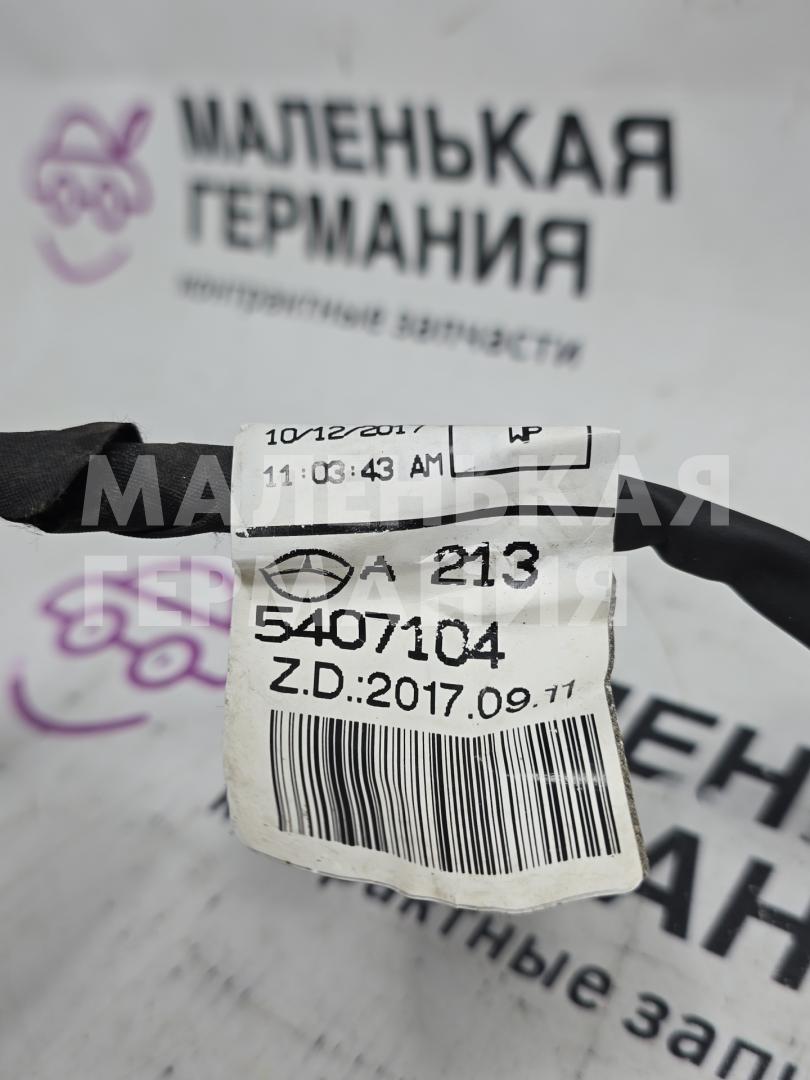 МАЛЕНЬКАЯ
ГЕРМАНИЯ
контрактные запчасти
10/12/2017
WP
11:03:43 AM
МАЛЕНЬКАЯ
ГЕРМАНИЯ
A 213
5407104
Z.D.:2017.09.11